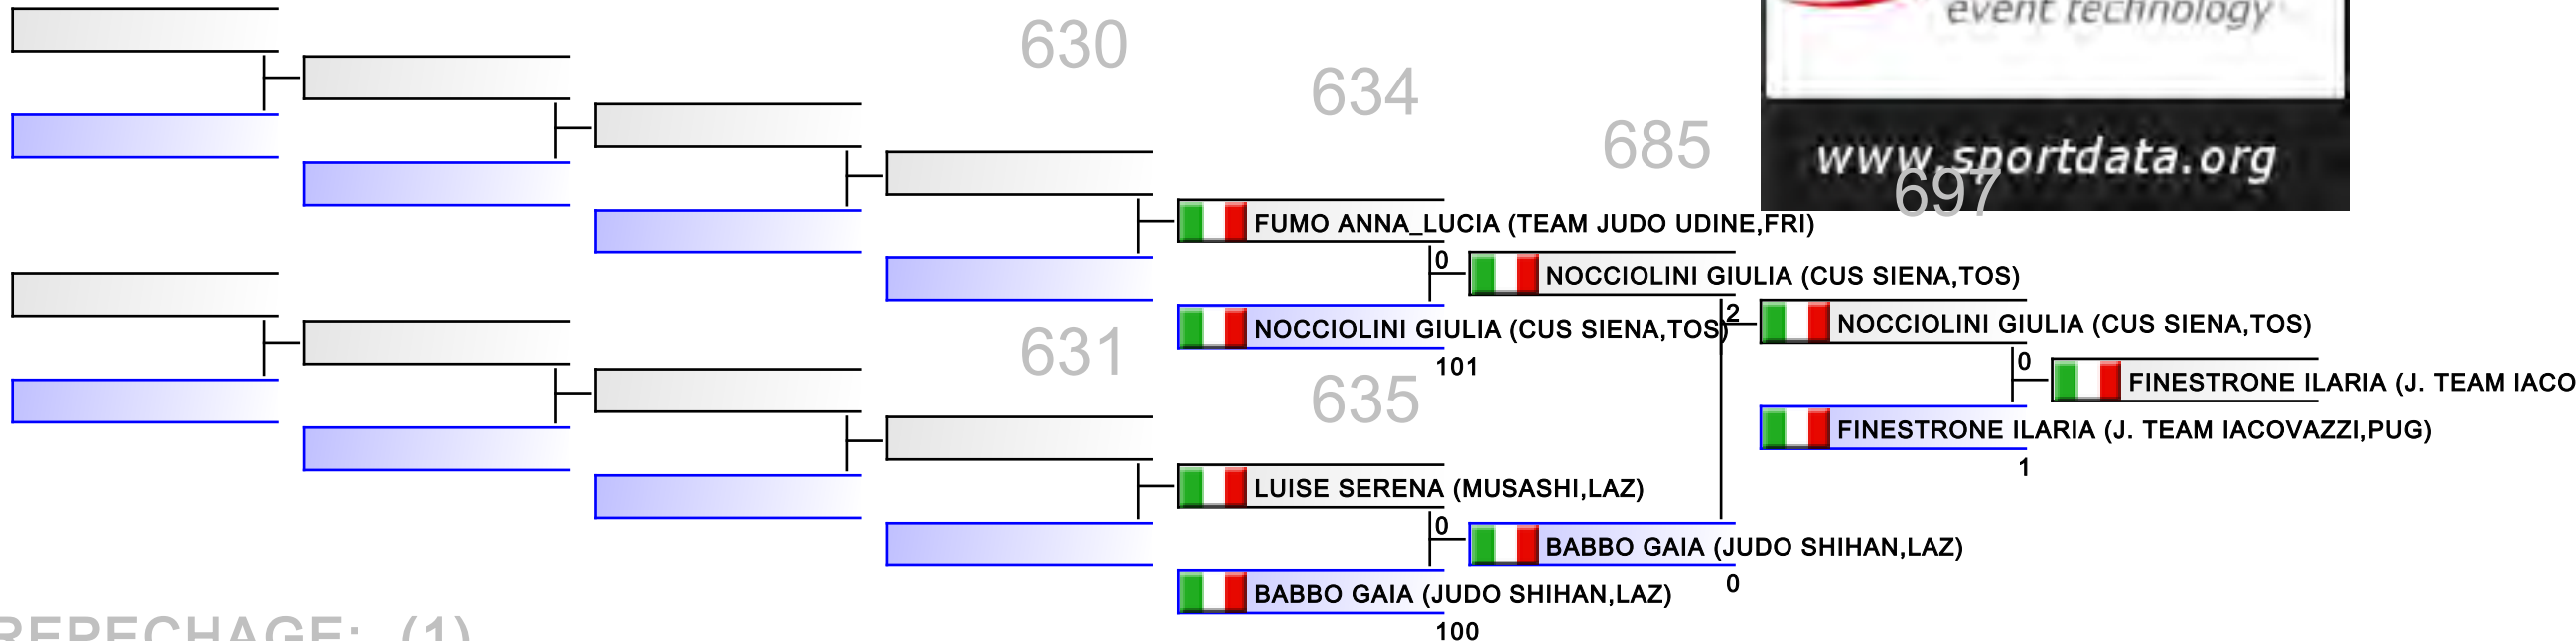 event technology
630
634
685
www.sportdata.org
697
FUMO ANNA_LUCIA (TEAM JUDO UDINE,FRI)
0
NOCCIOLINI GIULIA (CUS SIENA,TOS)
NOCCIOLINI GIULIA (CUS SIENA,TOS)
2
NOCCIOLINI GIULIA (CUS SIENA,TOS)
631
101
0
FINESTRONE ILARIA (J. TEAM IACO
635
FINESTRONE ILARIA (J. TEAM IACOVAZZI,PUG)
1
LUISE SERENA (MUSASHI,LAZ)
0
BABBO GAIA (JUDO SHIHAN,LAZ)
BABBO GAIA (JUDO SHIHAN,LAZ)
0
REPECHAGE: (1)
100